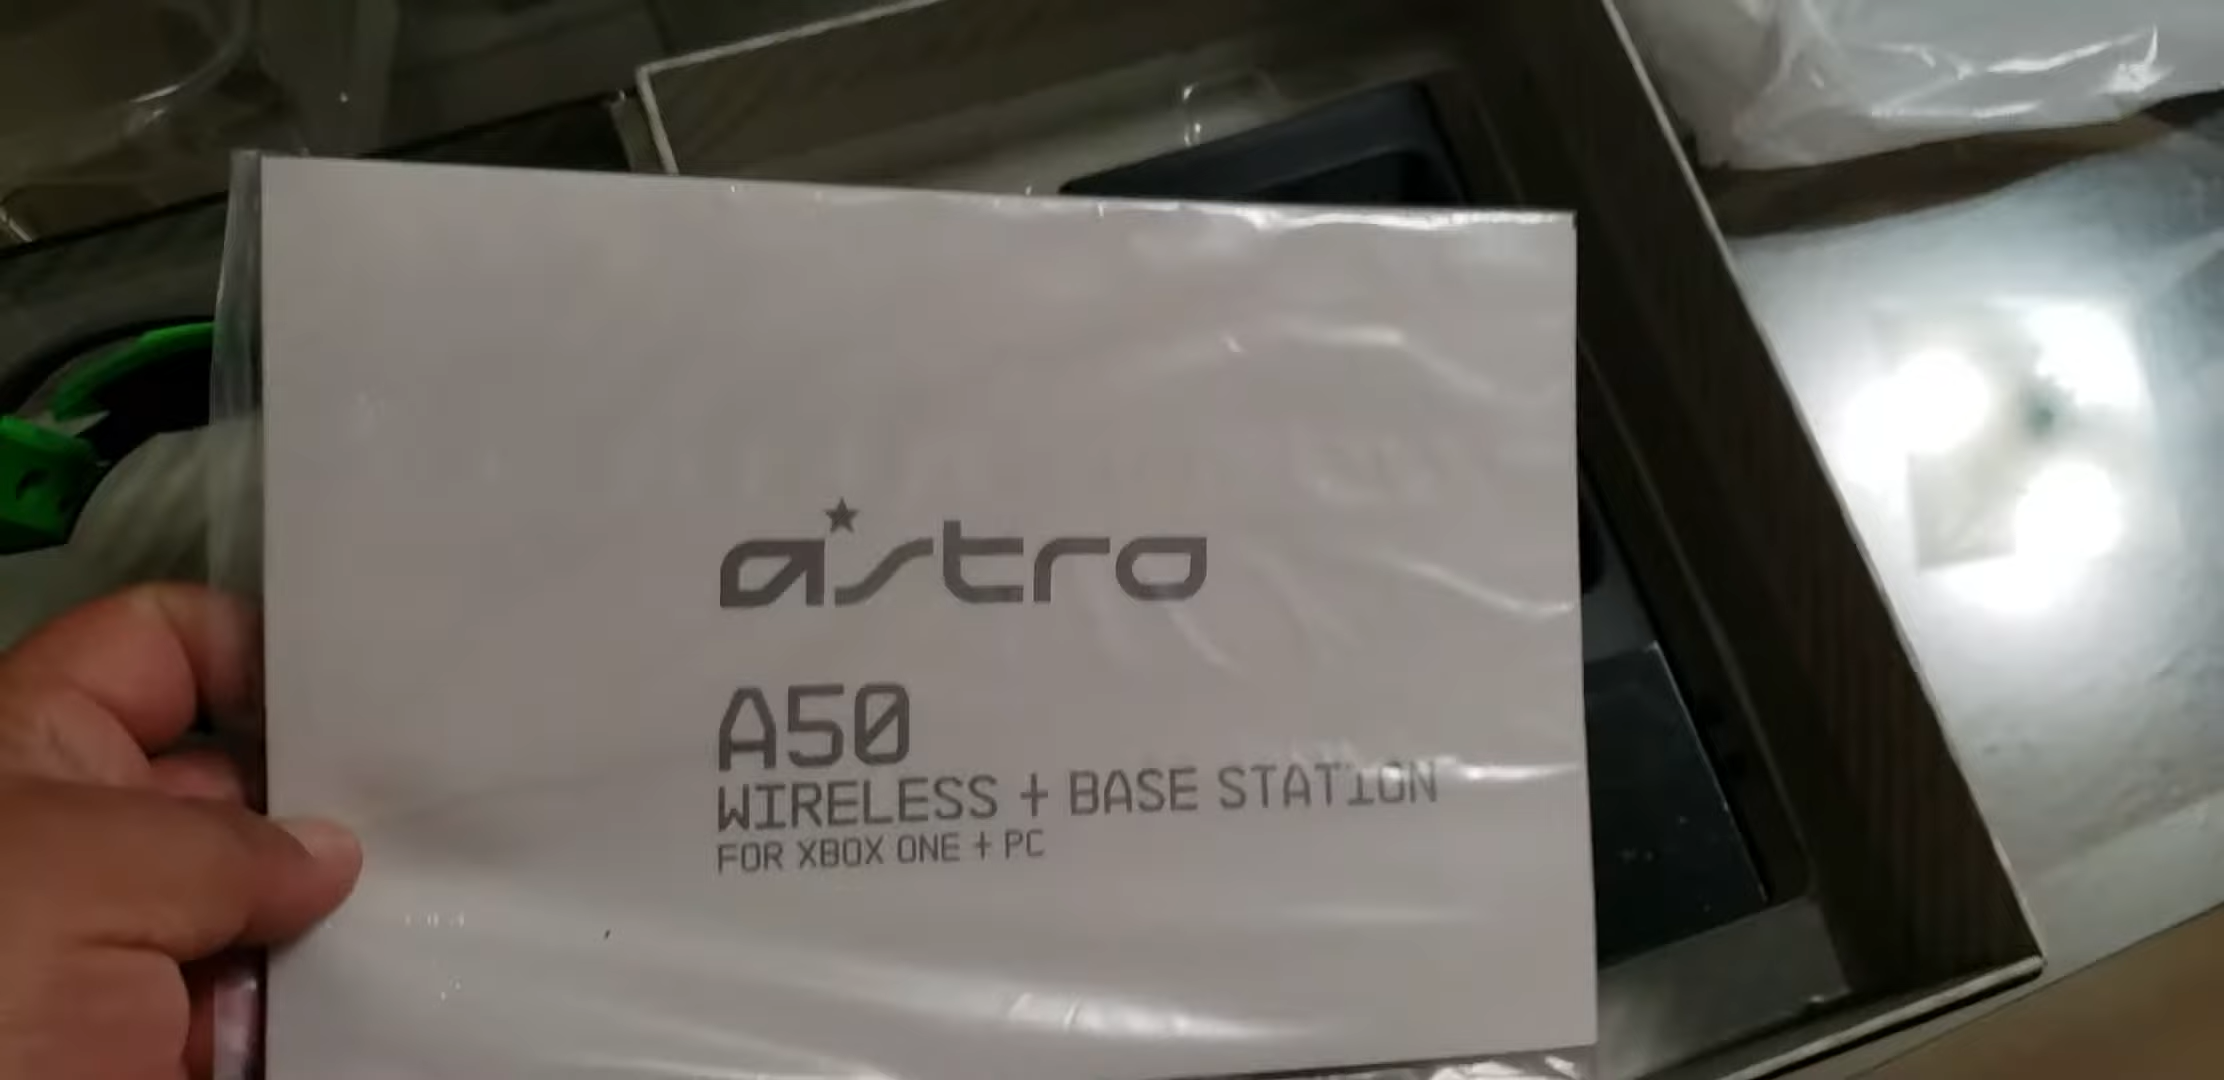 astro
A50
WIRELESS + BASE STATION
FOR XBOX ONE + PC